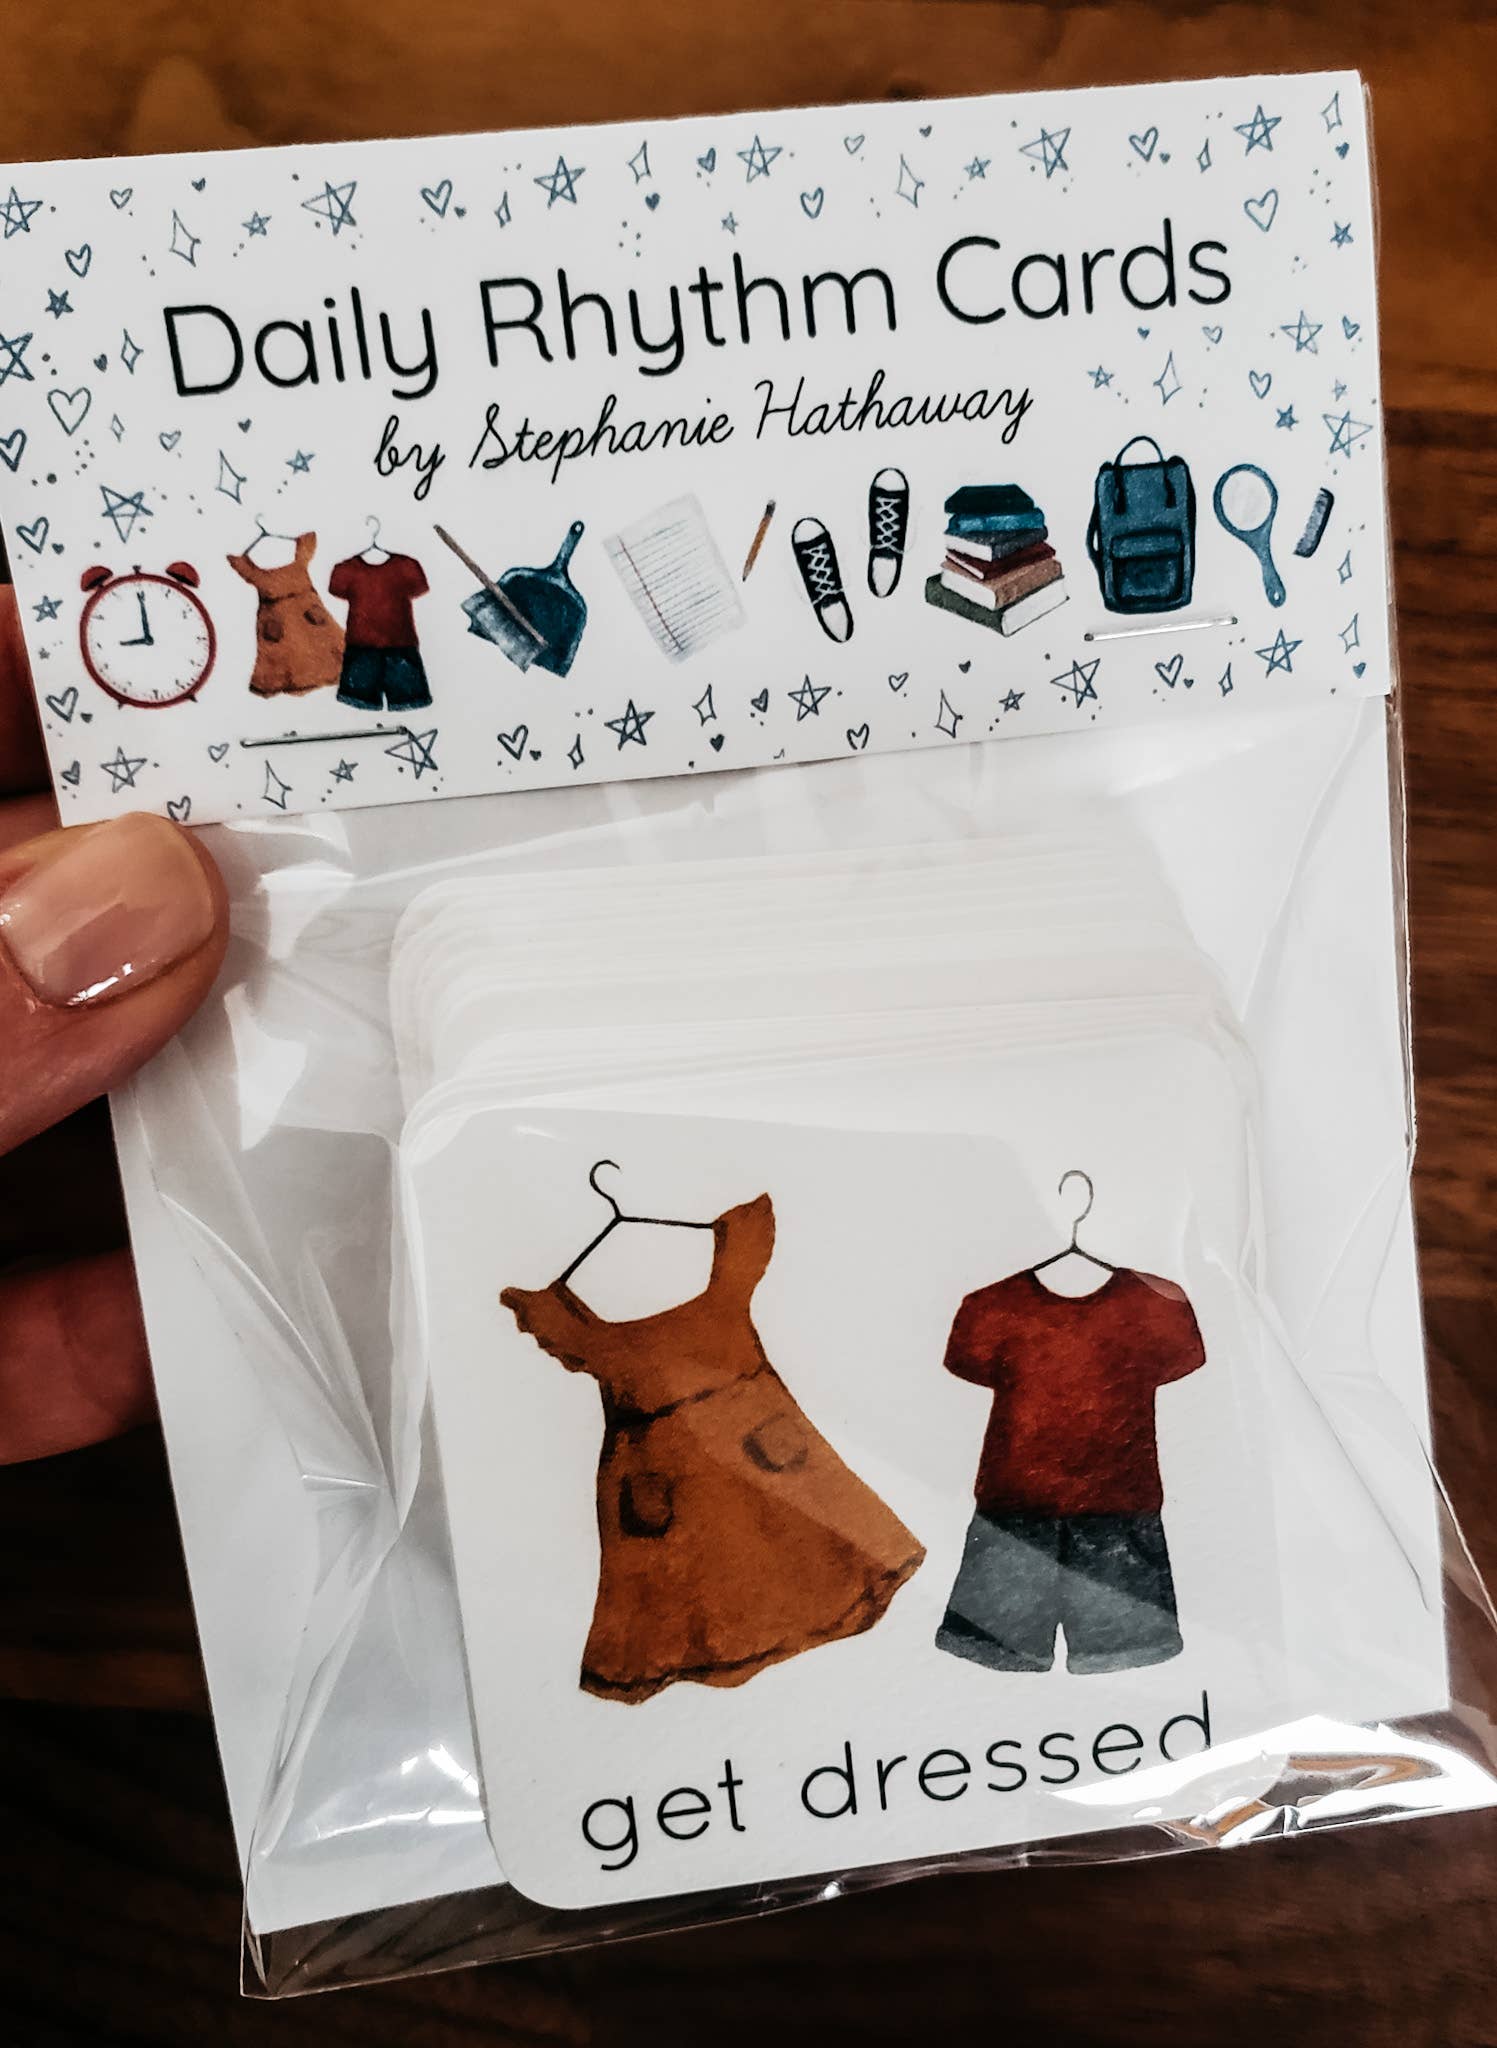 Daily Rhythm Cards
by Stephanie Hathaway
get dressed